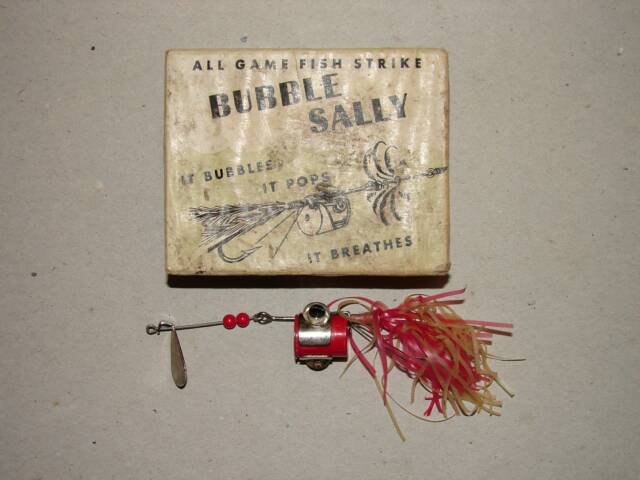 ALL GAME FISH STRIKE
BUBBLE
SALLY
IT BUBBLES
IT POPS
IT BREATHES